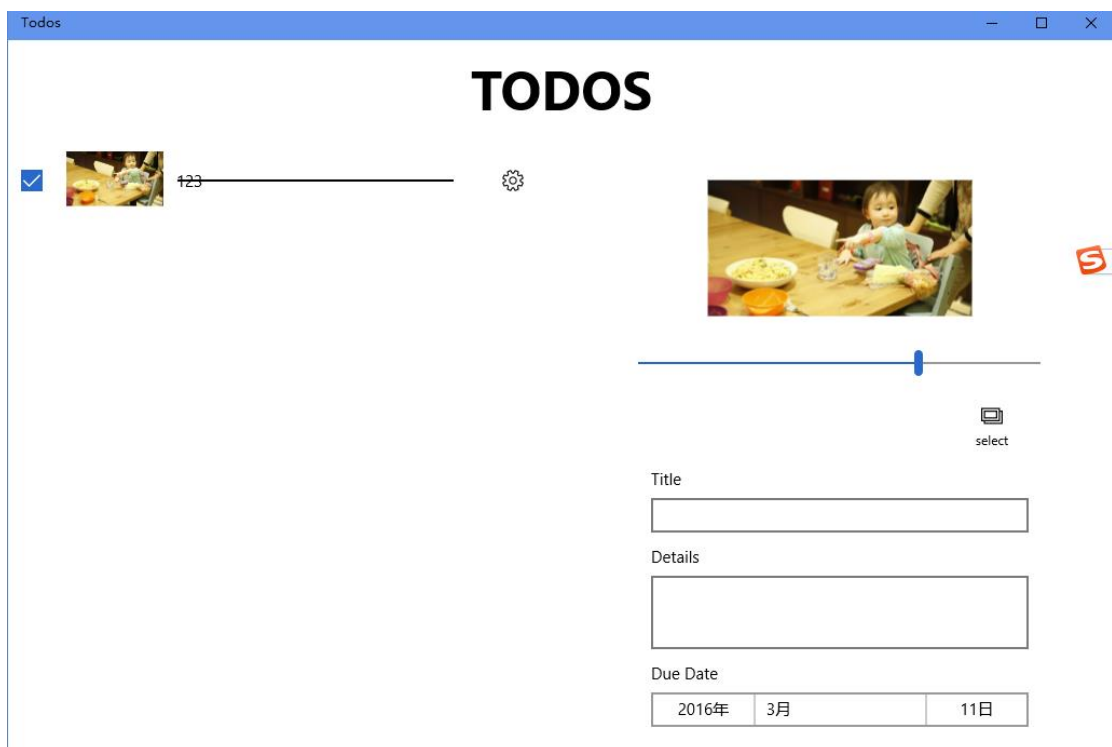 Todos
TODOS
123
select
Title
Details
Due Date
2016年 3月 11日